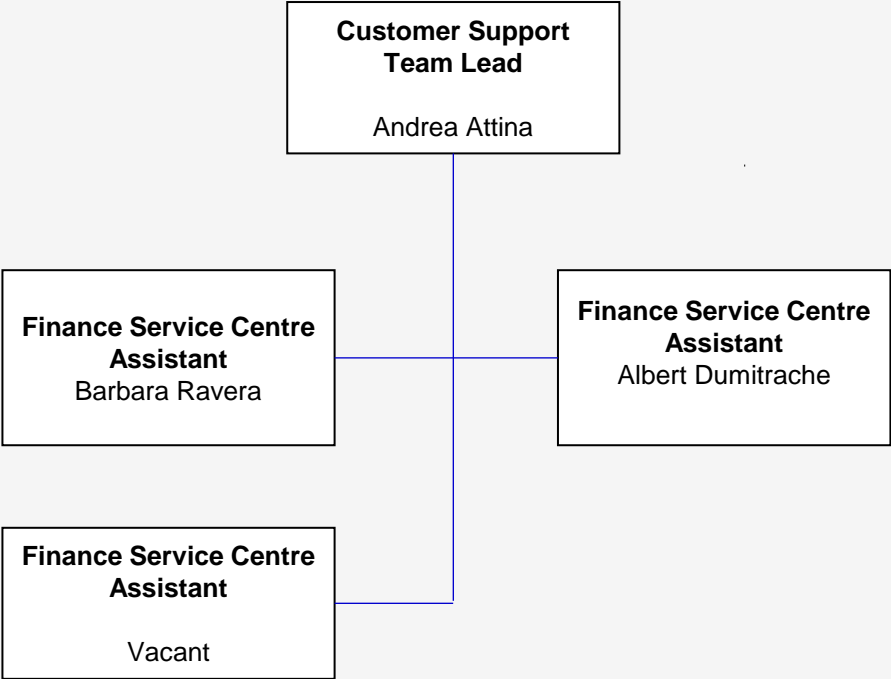 Customer Support
Team Lead
Andrea Attina
Finance Service Centre
Assistant
Barbara Ravera
Finance Service Centre
Assistant
Albert Dumitrache
Finance Service Centre
Assistant
Vacant